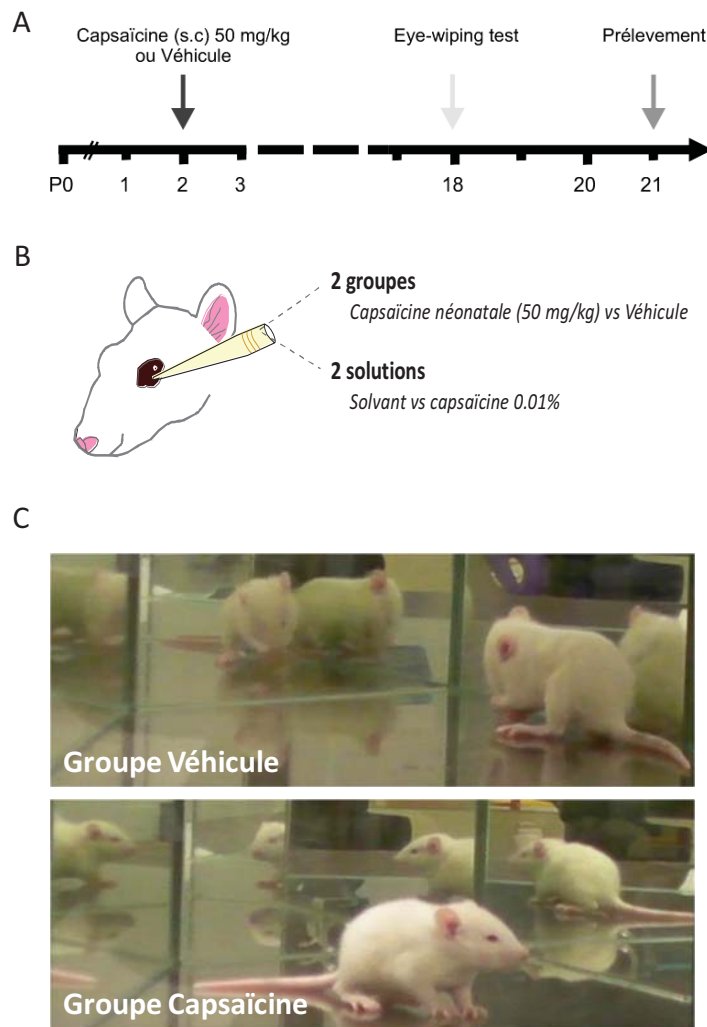 A
Capsaïcine (s.c) 50 mg/kg
ou Véhicule
Eye-wiping test
Prélevement
P0
1
2
3
18
20
21
B
2 groupes
Capsaïcine néonatale (50 mg/kg) vs Véhicule
2 solutions
Solvant vs capsaïcine 0.01%
C
Groupe Véhicule
Groupe Capsaïcine